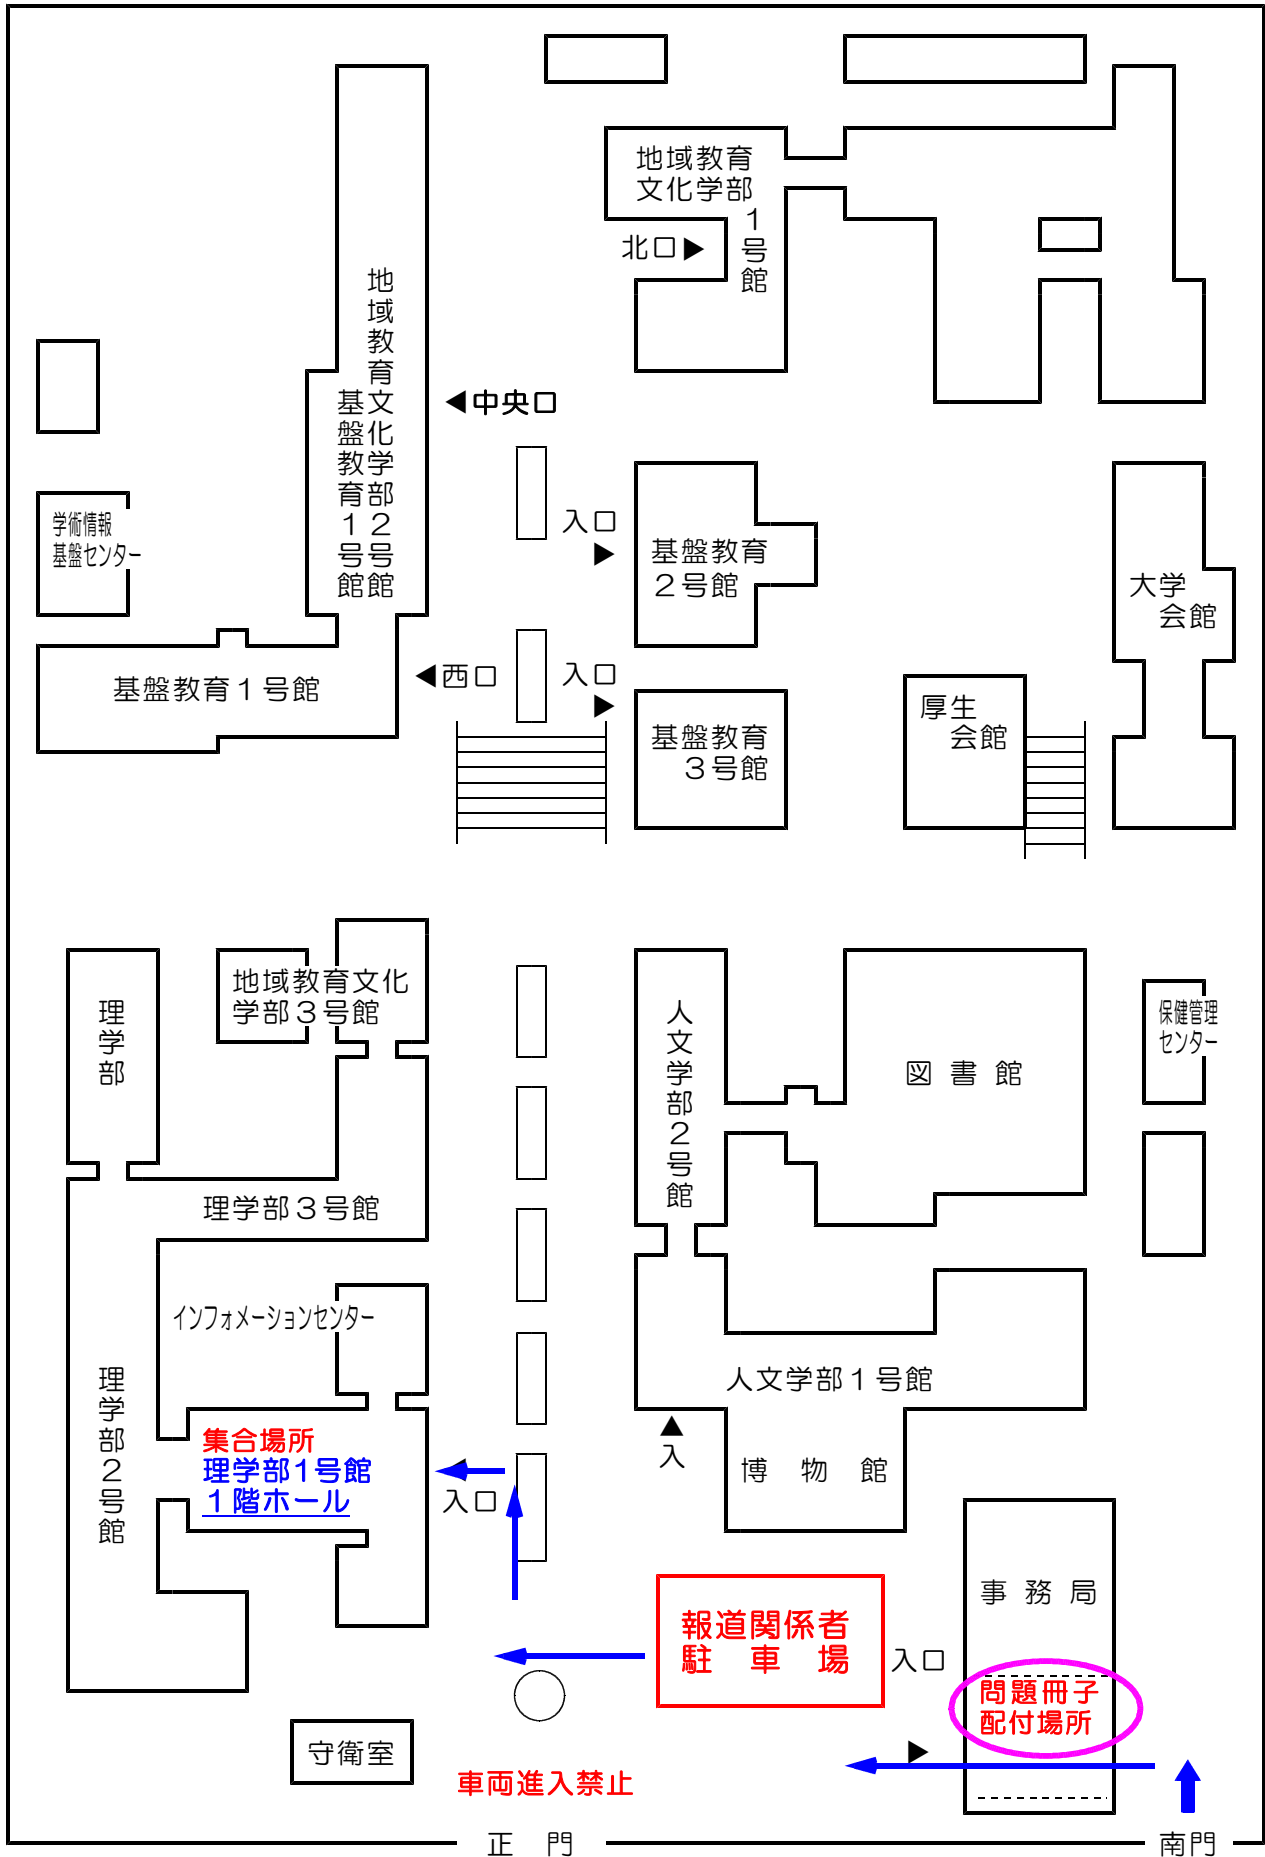 地域教育
文化学部
１号館
北口
地域教育文化学部２号館
基盤教育１号館
中央口
学術情報
基盤センター
入口
基盤教育
２号館
大学
会館
基盤教育１号館
西口
入口
基盤教育
３号館
厚生
会館
理学部
地域教育文化
学部３号館
人文学部２号館
図書館
保健管理
センター
理学部３号館
インフォメーションセンター
理学部２号館
人文学部１号館
集合場所
理学部１号館
１階ホール
入口
入
博物館
事務局
報道関係者
駐車場
入口
問題冊子
配付場所
守衛室
車両進入禁止
正門
南門